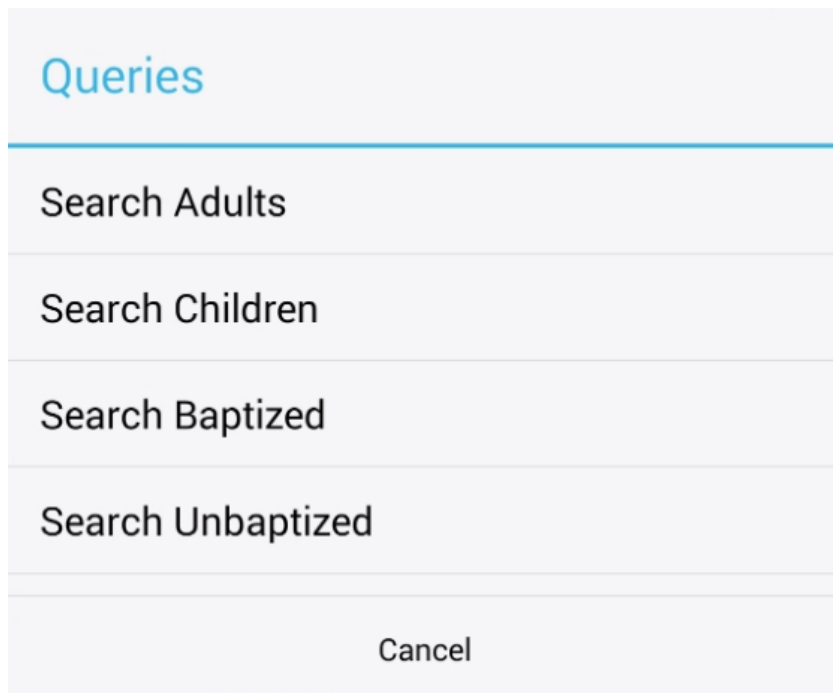 Queries
Search Adults
Search Children
Search Baptized
Search Unbaptized
Cancel